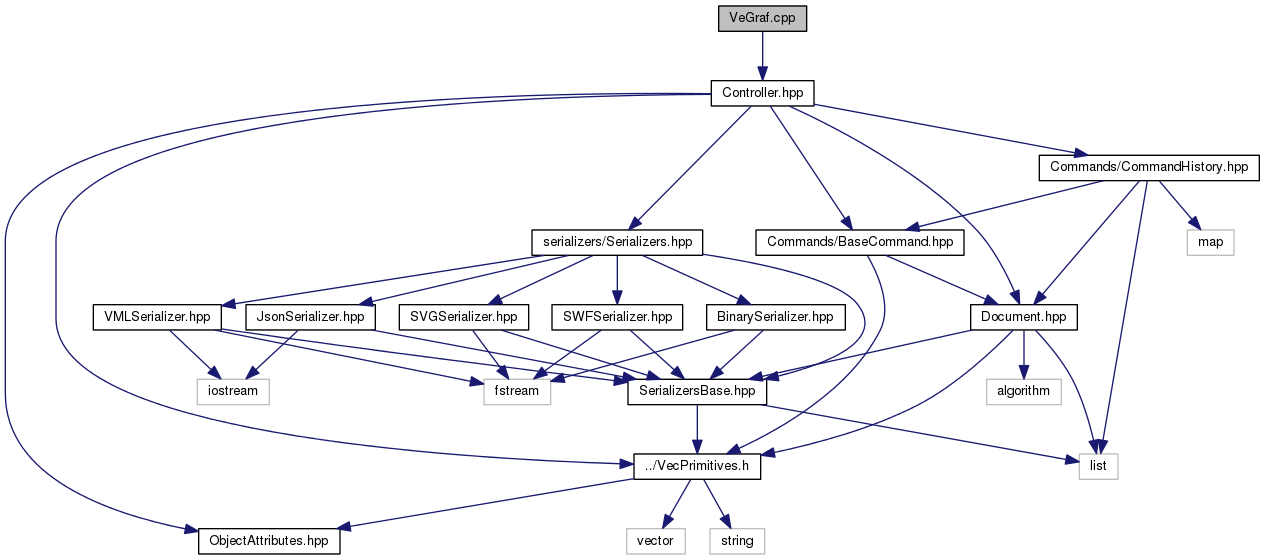 VeGraf.cpp
Controller.hpp
Commands/CommandHistory.hpp
serializers/Serializers.hpp
Commands/BaseCommand.hpp
map
VMLSerializer.hpp
JsonSerializer.hpp
SVGSerializer.hpp
SWFSerializer.hpp
BinarySerializer.hpp
Document.hpp
iostream
fstream
SerializersBase.hpp
algorithm
../VecPrimitives.h
list
ObjectAttributes.hpp
vector
string